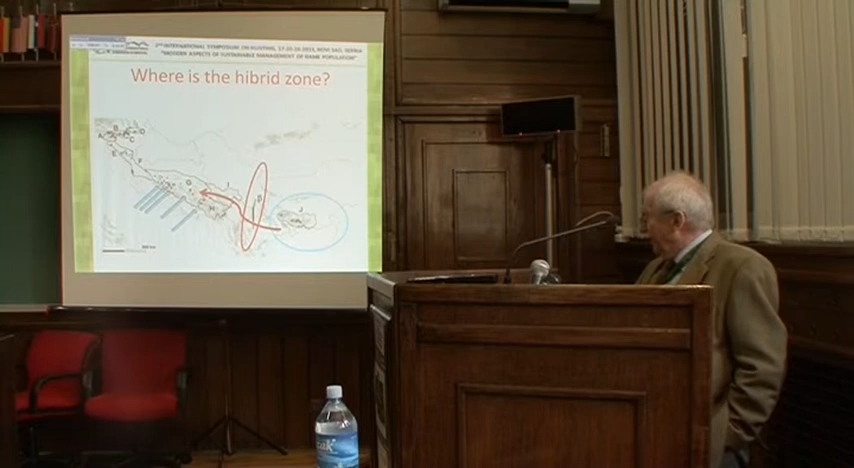 2ND INTERNATIONAL SYMPOSIUM ON HUNTING, 17-20.10.2013, NOVI SAD, SERBIA
"MODERN ASPECTS OF SUSTAINABLE MANAGEMENT OF GAME POPULATION"
Where is the hibrid zone?
A
B
D
C
E
F
G
I
H
J